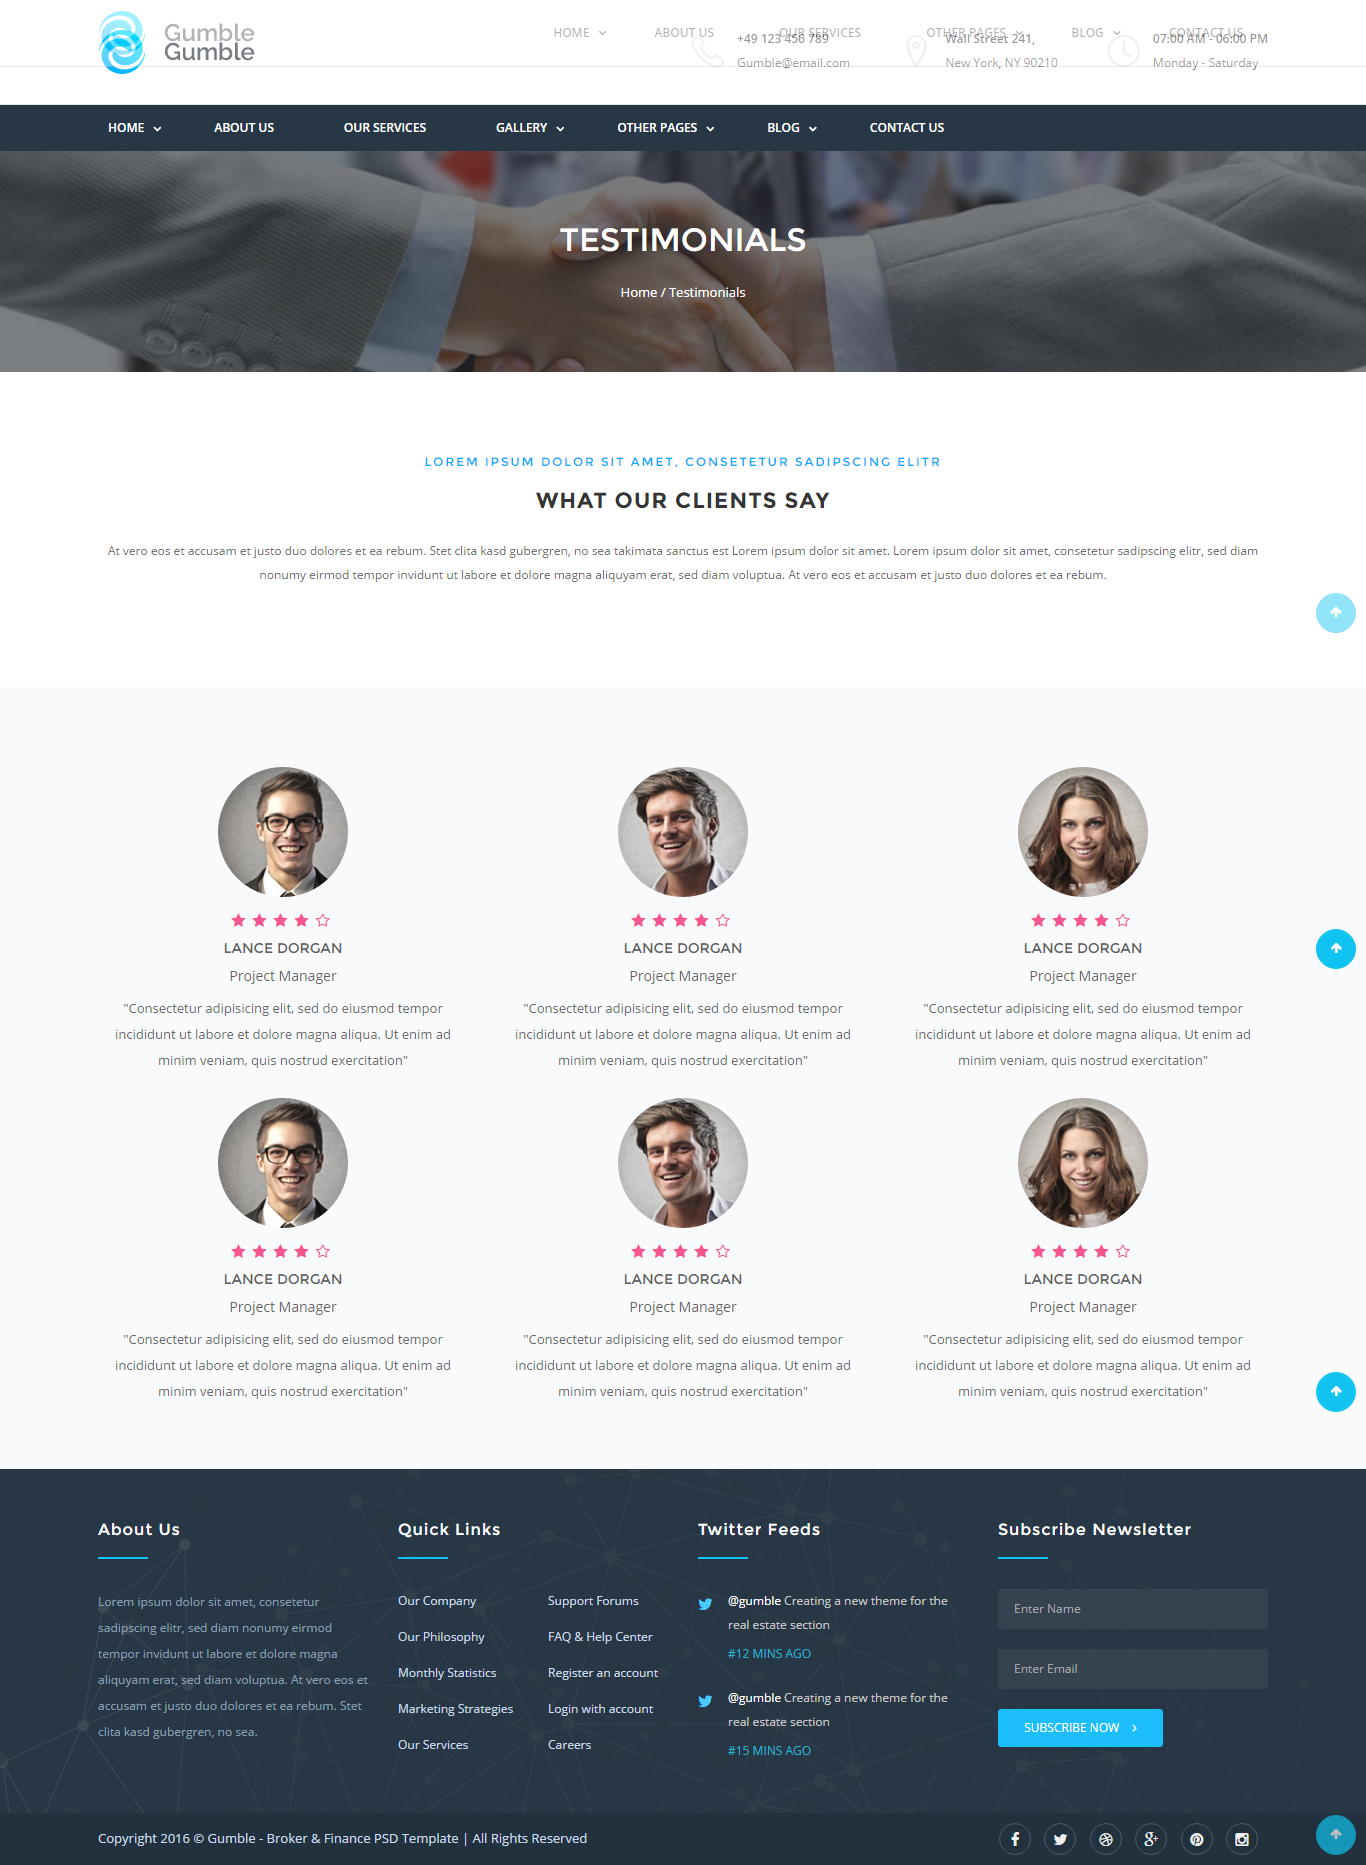 Gumble
Gumble
HOME
ABOUT US
OUR SERVICES
OTHER PAGES
BLOG
CONTACT US
+49 123 456 789
Gumble@email.com
Wall Street 241,
New York, NY 90210
07:00 AM - 06:00 PM
Monday - Saturday
HOME
ABOUT US
OUR SERVICES
GALLERY
OTHER PAGES
BLOG
CONTACT US
TESTIMONIALS
Home / Testimonials
LOREM IPSUM DOLOR SIT AMET, CONSETETUR SADIPSCING ELITR
WHAT OUR CLIENTS SAY
At vero eos et accusam et justo duo dolores et ea rebum. Stet clita kasd gubergren, no sea takimata sanctus est Lorem ipsum dolor sit amet. Lorem ipsum dolor sit amet, consetetur sadipscing elitr, sed diam
nonumy eirmod tempor invidunt ut labore et dolore magna aliquyam erat, sed diam voluptua. At vero eos et accusam et justo duo dolores et ea rebum.
LANCE DORGAN
Project Manager
"Consectetur adipisicing elit, sed do eiusmod tempor
incididunt ut labore et dolore magna aliqua. Ut enim ad
minim veniam, quis nostrud exercitation"
LANCE DORGAN
Project Manager
"Consectetur adipisicing elit, sed do eiusmod tempor
incididunt ut labore et dolore magna aliqua. Ut enim ad
minim veniam, quis nostrud exercitation"
LANCE DORGAN
Project Manager
"Consectetur adipisicing elit, sed do eiusmod tempor
incididunt ut labore et dolore magna aliqua. Ut enim ad
minim veniam, quis nostrud exercitation"
LANCE DORGAN
Project Manager
"Consectetur adipisicing elit, sed do eiusmod tempor
incididunt ut labore et dolore magna aliqua. Ut enim ad
minim veniam, quis nostrud exercitation"
LANCE DORGAN
Project Manager
"Consectetur adipisicing elit, sed do eiusmod tempor
incididunt ut labore et dolore magna aliqua. Ut enim ad
minim veniam, quis nostrud exercitation"
LANCE DORGAN
Project Manager
"Consectetur adipisicing elit, sed do eiusmod tempor
incididunt ut labore et dolore magna aliqua. Ut enim ad
minim veniam, quis nostrud exercitation"
About Us
Lorem ipsum dolor sit amet, consetetur
sadipscing elitr, sed diam nonumy eirmod
tempor invidunt ut labore et dolore magna
aliquyam erat, sed diam voluptua. At vero eos et
accusam et justo duo dolores et ea rebum. Stet
clita kasd gubergren, no sea.
Quick Links
Our Company
Our Philosophy
Monthly Statistics
Marketing Strategies
Our Services
Support Forums
FAQ & Help Center
Register an account
Login with account
Careers
Twitter Feeds
@gumble Creating a new theme for the
real estate section
#12 MINS AGO
@gumble Creating a new theme for the
real estate section
#15 MINS AGO
Subscribe Newsletter
Enter Name
Enter Email
SUBSCRIBE NOW
Copyright 2016 © Gumble - Broker & Finance PSD Template | All Rights Reserved